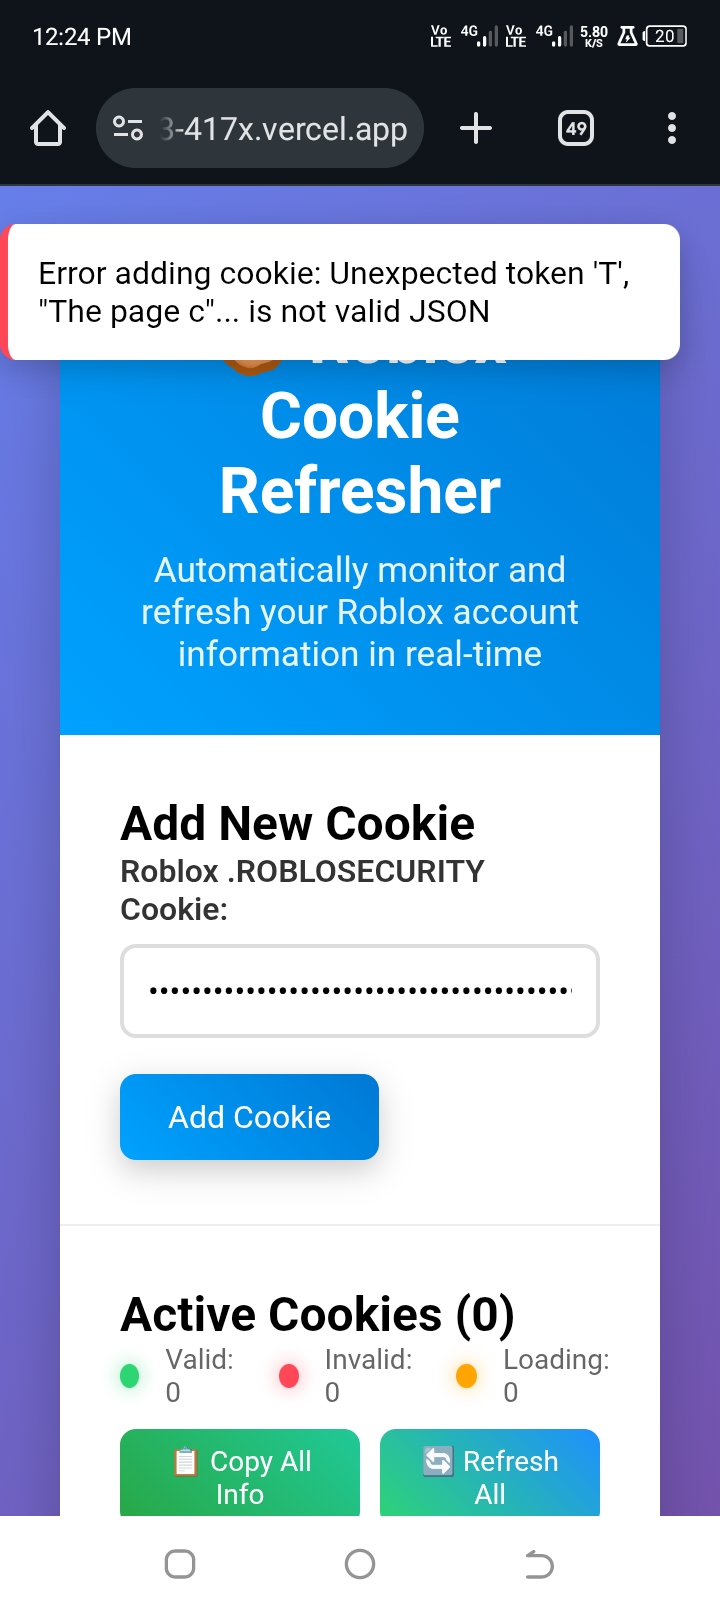 12:24 PM
Vo LTE 4G Vo LTE 4G 5.80 K/S 20
3-417x.vercel.app
49
Error adding cookie: Unexpected token 'T',
"The page c"... is not valid JSON
Roblox
Cookie
Refresher
Automatically monitor and
refresh your Roblox account
information in real-time
Add New Cookie
Roblox .ROBLOSECURITY
Cookie:
Add Cookie
Active Cookies (0)
Valid: Invalid: Loading:
0 0 0
Copy All Refresh
Info All